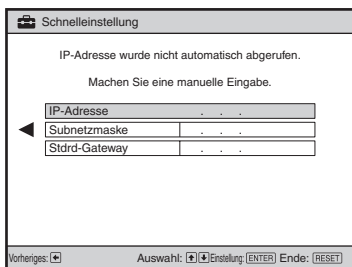 Schnelleinstellung
IP-Adresse wurde nicht automatisch abgerufen.
Machen Sie eine manuelle Eingabe.
IP-Adresse . . .
Subnetzmaske . . .
Stdrd-Gateway . . .
Vorheriges: Auswahl: Einstellung: ENTER Ende: RESET